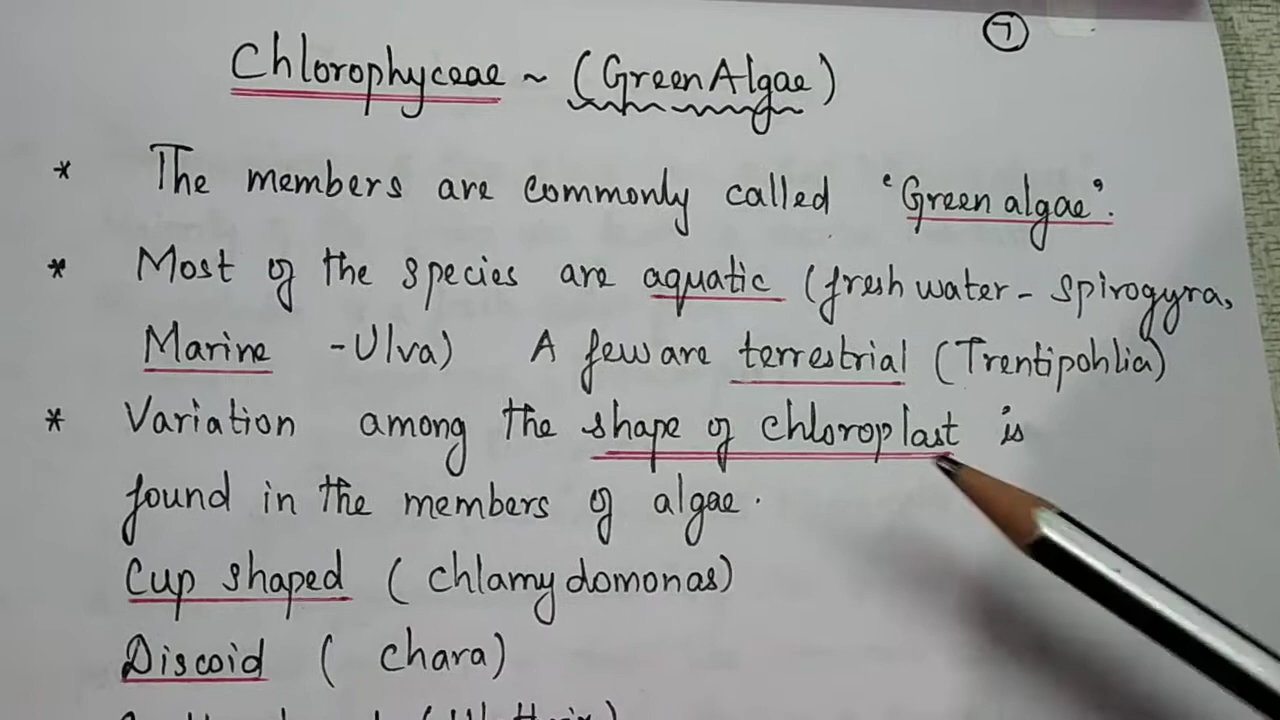 7
Chlorophyceae ~ (Green Algae)
* The members are commonly called 'Green algae'.
* Most of the species are aquatic (fresh water - spirogyra,
Marine - Ulva) A few are terrestrial (Trentipohlia)
* Variation among the shape of chloroplast is
found in the members of algae.
Cup shaped (chlamydomonas)
Discoid (chara)